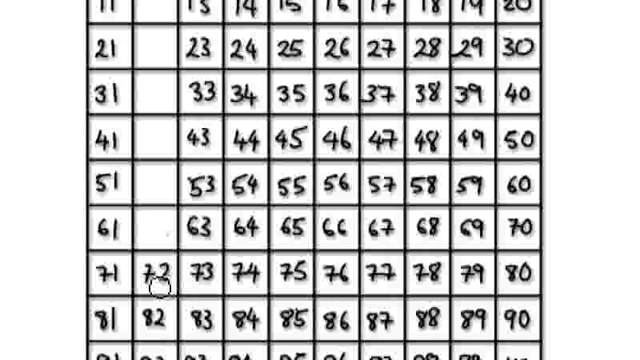 11 13 14 15 16 17 18 19 20
21 23 24 25 26 27 28 29 30
31 33 34 35 36 37 38 39 40
41 43 44 45 46 47 48 49 50
51 53 54 55 56 57 58 59 60
61 63 64 65 66 67 68 69 70
71 72 73 74 75 76 77 78 79 80
81 82 83 84 85 86 87 88 89 90